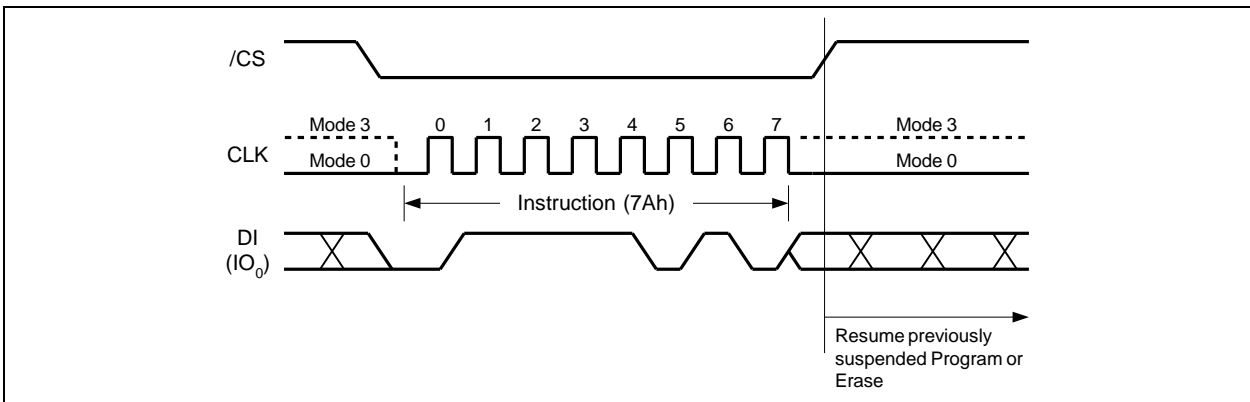 /CS
Mode 3 0 1 2 3 4 5 6 7 Mode 3
CLK
Mode 0 Mode 0
Instruction (7Ah)
DI
(IO0)
Resume previously
suspended Program or
Erase